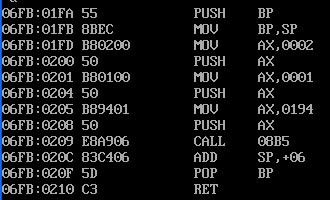 06FB:01FA 55 PUSH BP
06FB:01FB 8BEC MOV BP,SP
06FB:01FD B80200 MOV AX,0002
06FB:0200 50 PUSH AX
06FB:0201 B80100 MOV AX,0001
06FB:0204 50 PUSH AX
06FB:0205 B89401 MOV AX,0194
06FB:0208 50 PUSH AX
06FB:0209 E8A906 CALL 08B5
06FB:020C 83C406 ADD SP,+06
06FB:020F 5D POP BP
06FB:0210 C3 RET